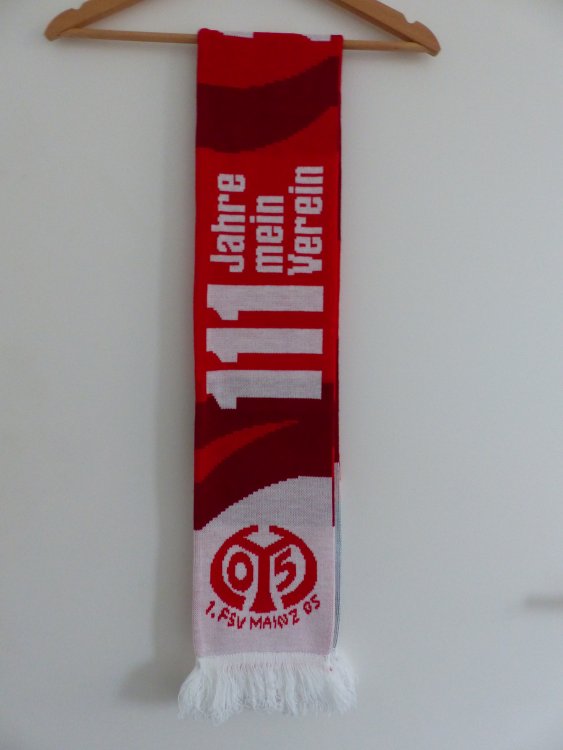 111
Jahre
mein
Verein
05
1. FSV MAINZ 05